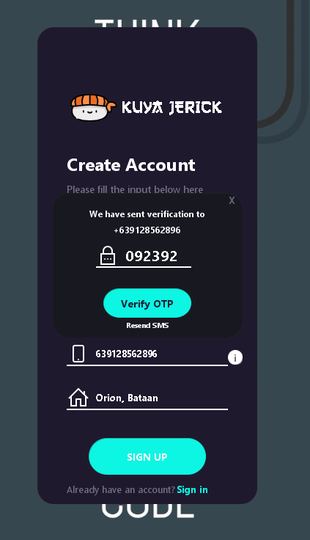 THINK
KUYA JERICK
Create Account
Please fill the input below here
X
We have sent verification to
+639128562896
092392
Verify OTP
Resend SMS
639128562896
i
Orion, Bataan
SIGN UP
Already have an account? Sign in
CODE